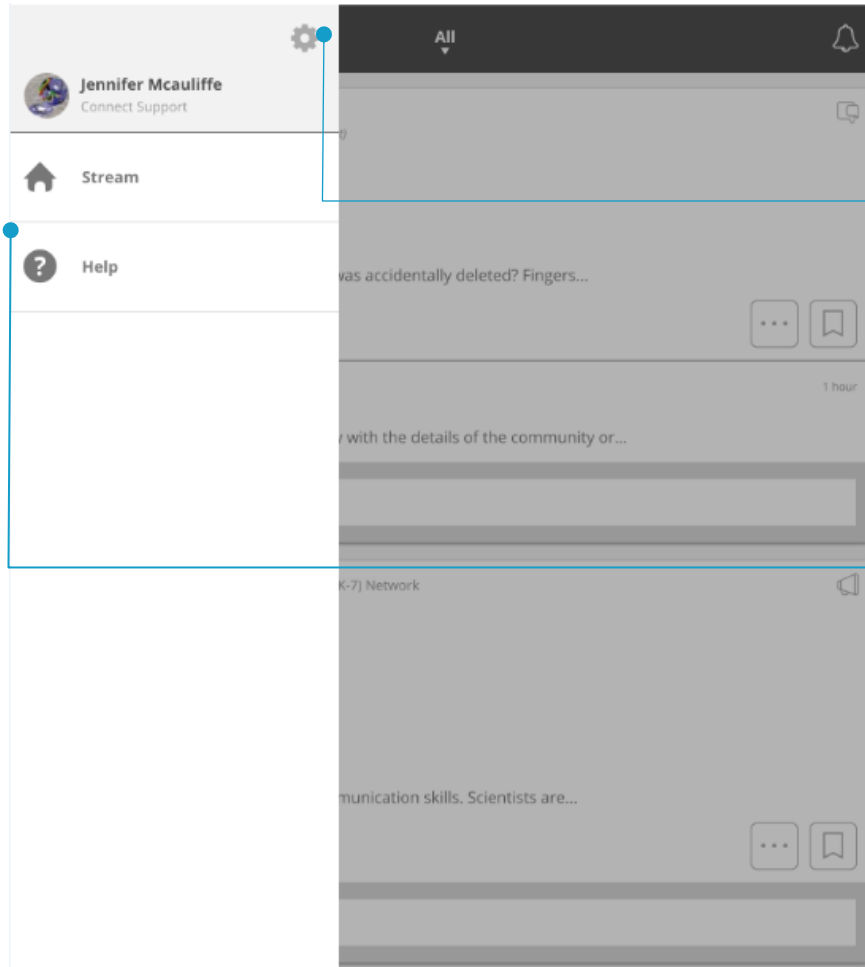 All
Jennifer Mcauliffe
Connect Support
Stream
Help
was accidentally deleted? Fingers...
1 hour
with the details of the community or...
K-7) Network
munication skills. Scientists are...